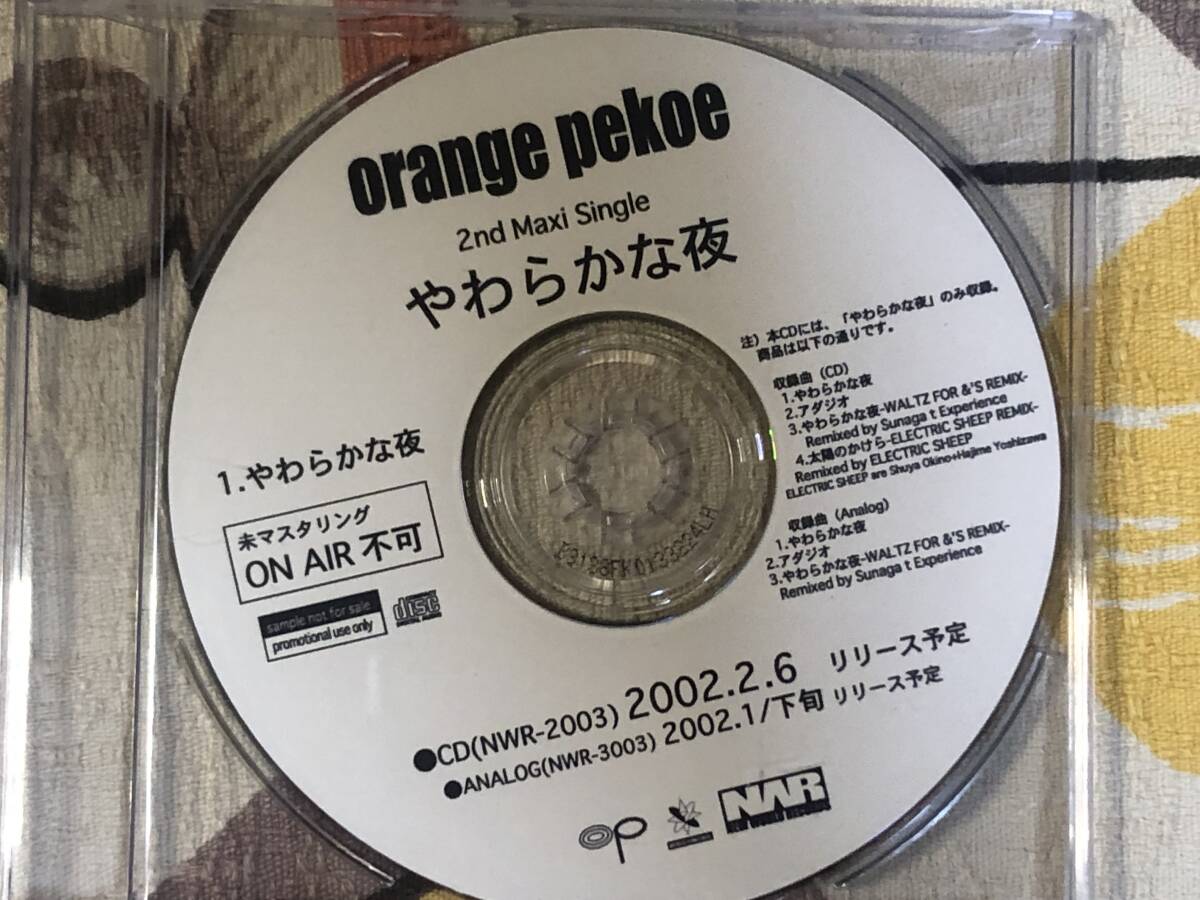 orange pekoe
2nd Maxi Single
やわらかな夜
注）本CDには、「やわらかな夜」のみ収録。
商品は以下の通りです。
収録曲（CD）
1.やわらかな夜
2.アダジオ
3.やわらかな夜-WALTZ FOR &'S REMIX-
Remixed by Sunaga t Experience
4.太陽のかけら-ELECTRIC SHEEP REMIX-
Remixed by ELECTRIC SHEEP
ELECTRIC SHEEP are Shuya Okino+Hajime Yoshizawa
収録曲（Analog）
1.やわらかな夜
2.アダジオ
3.やわらかな夜-WALTZ FOR &'S REMIX-
Remixed by Sunaga t Experience
1.やわらかな夜
未マスタリング
ON AIR 不可
sample not for sale
promotional use only
disc
DIGITAL AUDIO
●CD(NWR-2003) 2002.2.6 リリース予定
●ANALOG(NWR-3003) 2002.1/下旬 リリース予定
op
NWR
NEW WORLD RECORDS